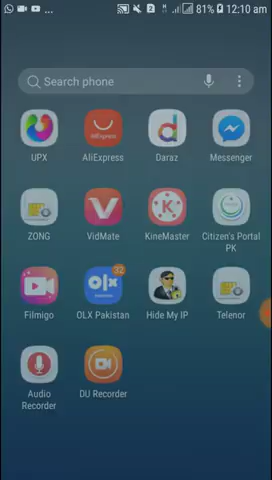 ... 81% 12:10 am
Search phone
UPX AliExpress Daraz Messenger
ZONG VidMate KineMaster Citizen's Portal
PK
32
OLX
Filmigo OLX Pakistan Hide My IP Telenor
Audio DU Recorder
Recorder